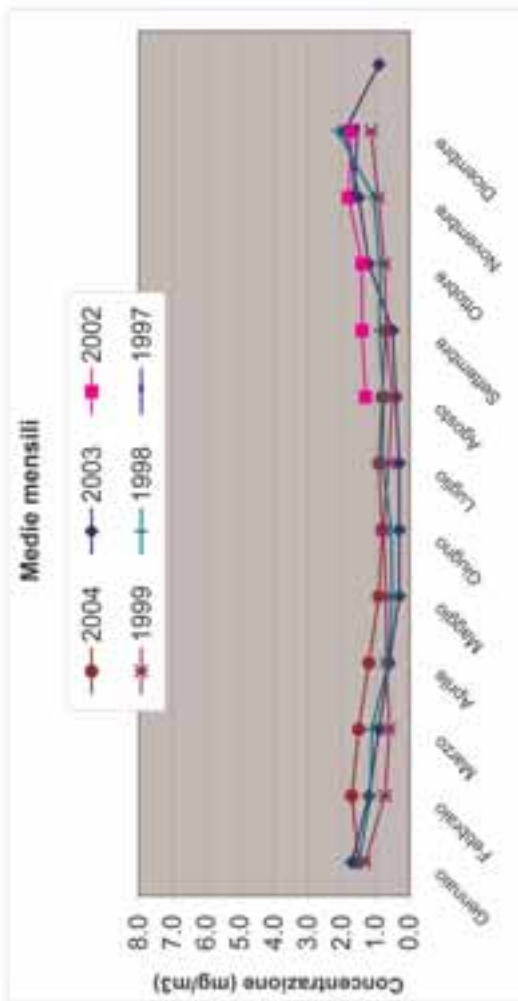 Medie mensili
2004 2003 2002
1999 1998 1997
Concentrazione (mg/m3)
8.0
7.0
6.0
5.0
4.0
3.0
2.0
1.0
0.0
Gennaio
Febbraio
Marzo
Aprile
Maggio
Giugno
Luglio
Agosto
Settembre
Ottobre
Novembre
Dicembre